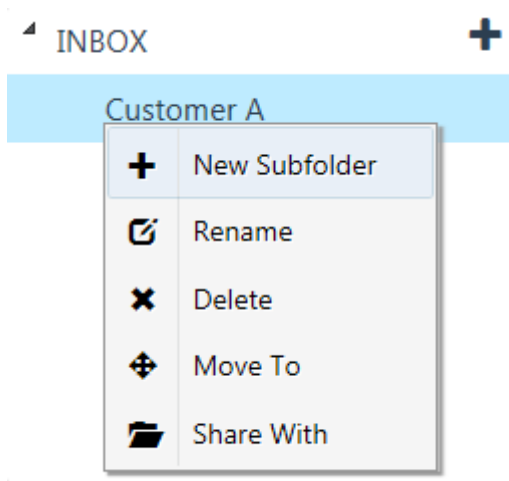 INBOX
Customer A
New Subfolder
Rename
Delete
Move To
Share With